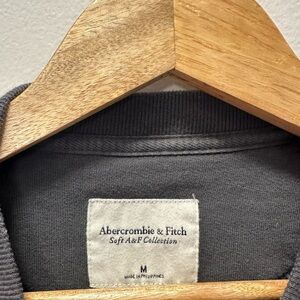 Abercrombie & Fitch
Soft A&F Collection
M
MADE IN PHILIPPINES